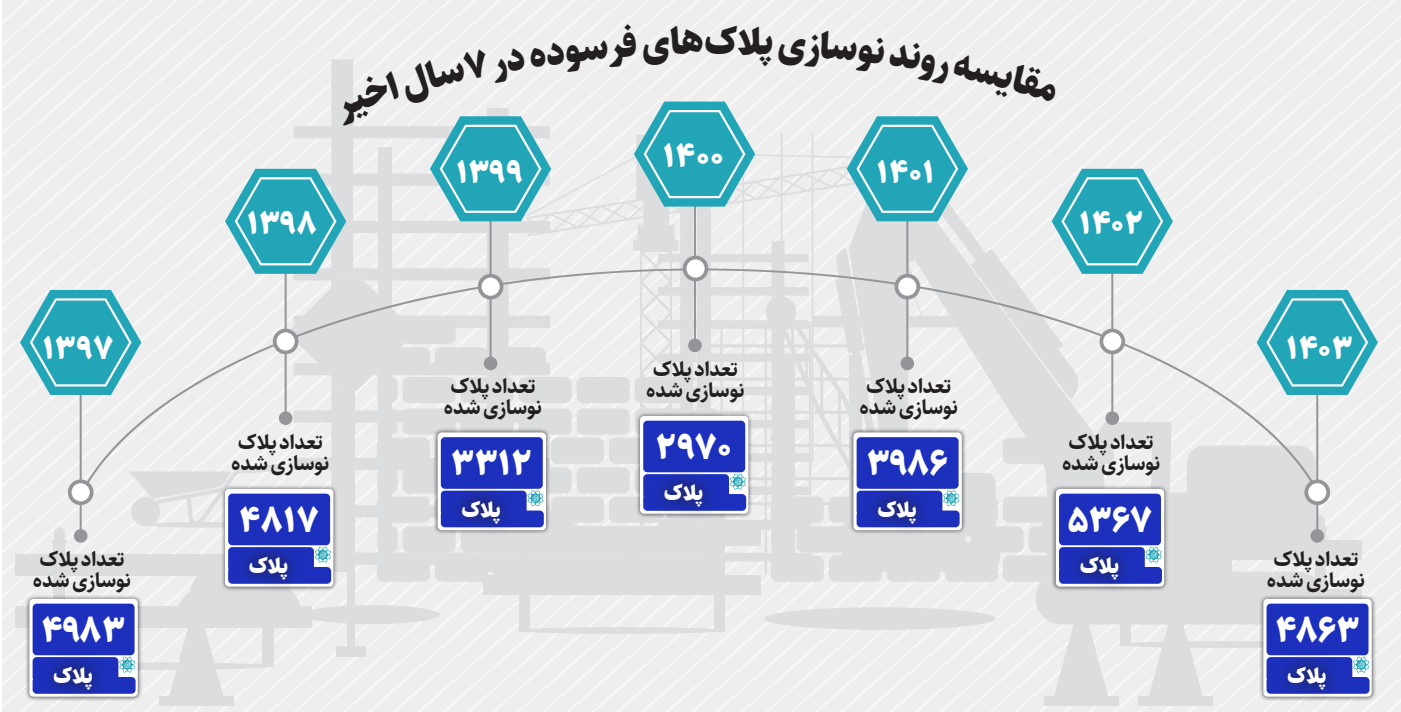 مقایسه روند نوسازی پلاک‌های فرسوده در ۷سال اخیر
۱۳۹۷
تعداد پلاک
نوسازی شده
۴۹۸۳
پلاک
۱۳۹۸
تعداد پلاک
نوسازی شده
۴۸۱۷
پلاک
۱۳۹۹
تعداد پلاک
نوسازی شده
۳۳۱۲
پلاک
۱۴۰۰
تعداد پلاک
نوسازی شده
۲۹۷۰
پلاک
۱۴۰۱
تعداد پلاک
نوسازی شده
۳۹۸۶
پلاک
۱۴۰۲
تعداد پلاک
نوسازی شده
۵۳۶۷
پلاک
۱۴۰۳
تعداد پلاک
نوسازی شده
۴۸۶۳
پلاک